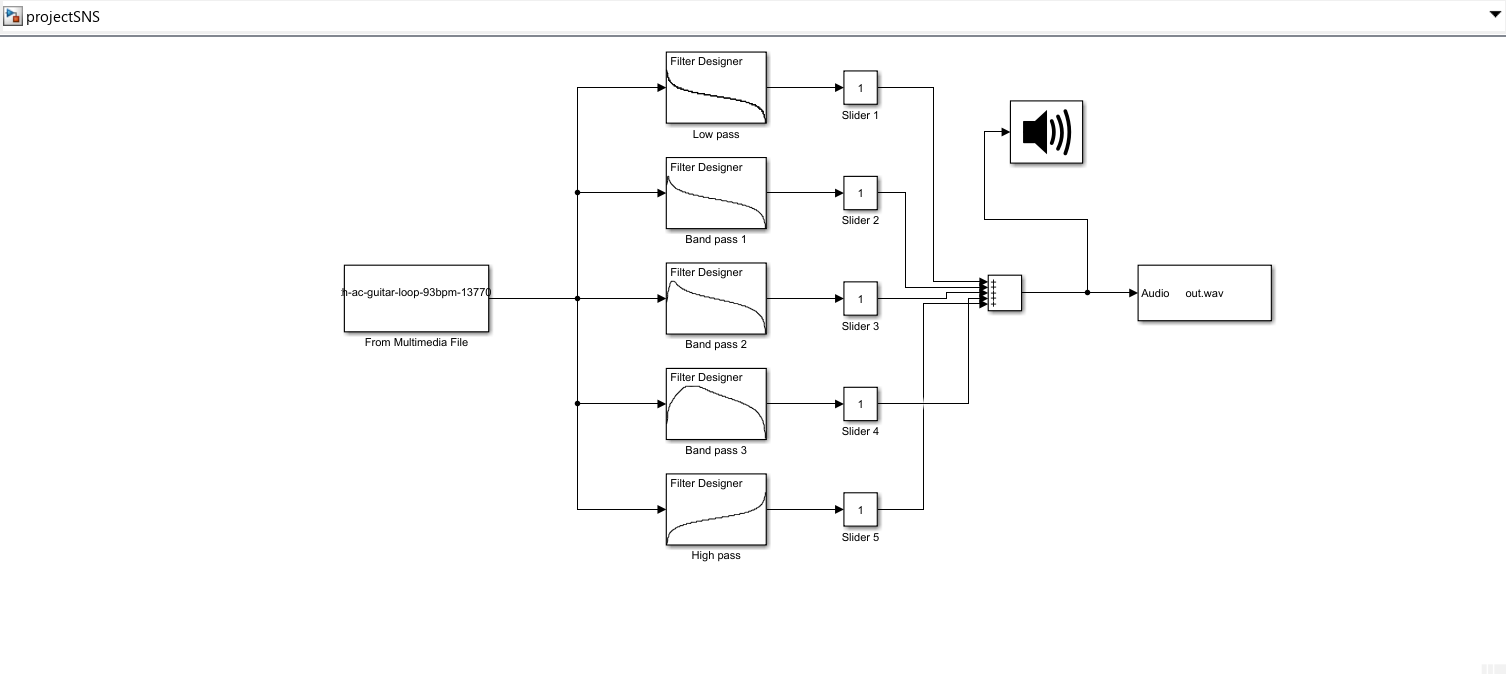 projectSNS
Filter Designer
Low pass
1
Slider 1
Filter Designer
Band pass 1
1
Slider 2
h-ac-guitar-loop-93bpm-13770
From Multimedia File
Filter Designer
Band pass 2
1
Slider 3
+
+
+
+
+
Audio out.wav
Filter Designer
Band pass 3
1
Slider 4
Filter Designer
High pass
1
Slider 5